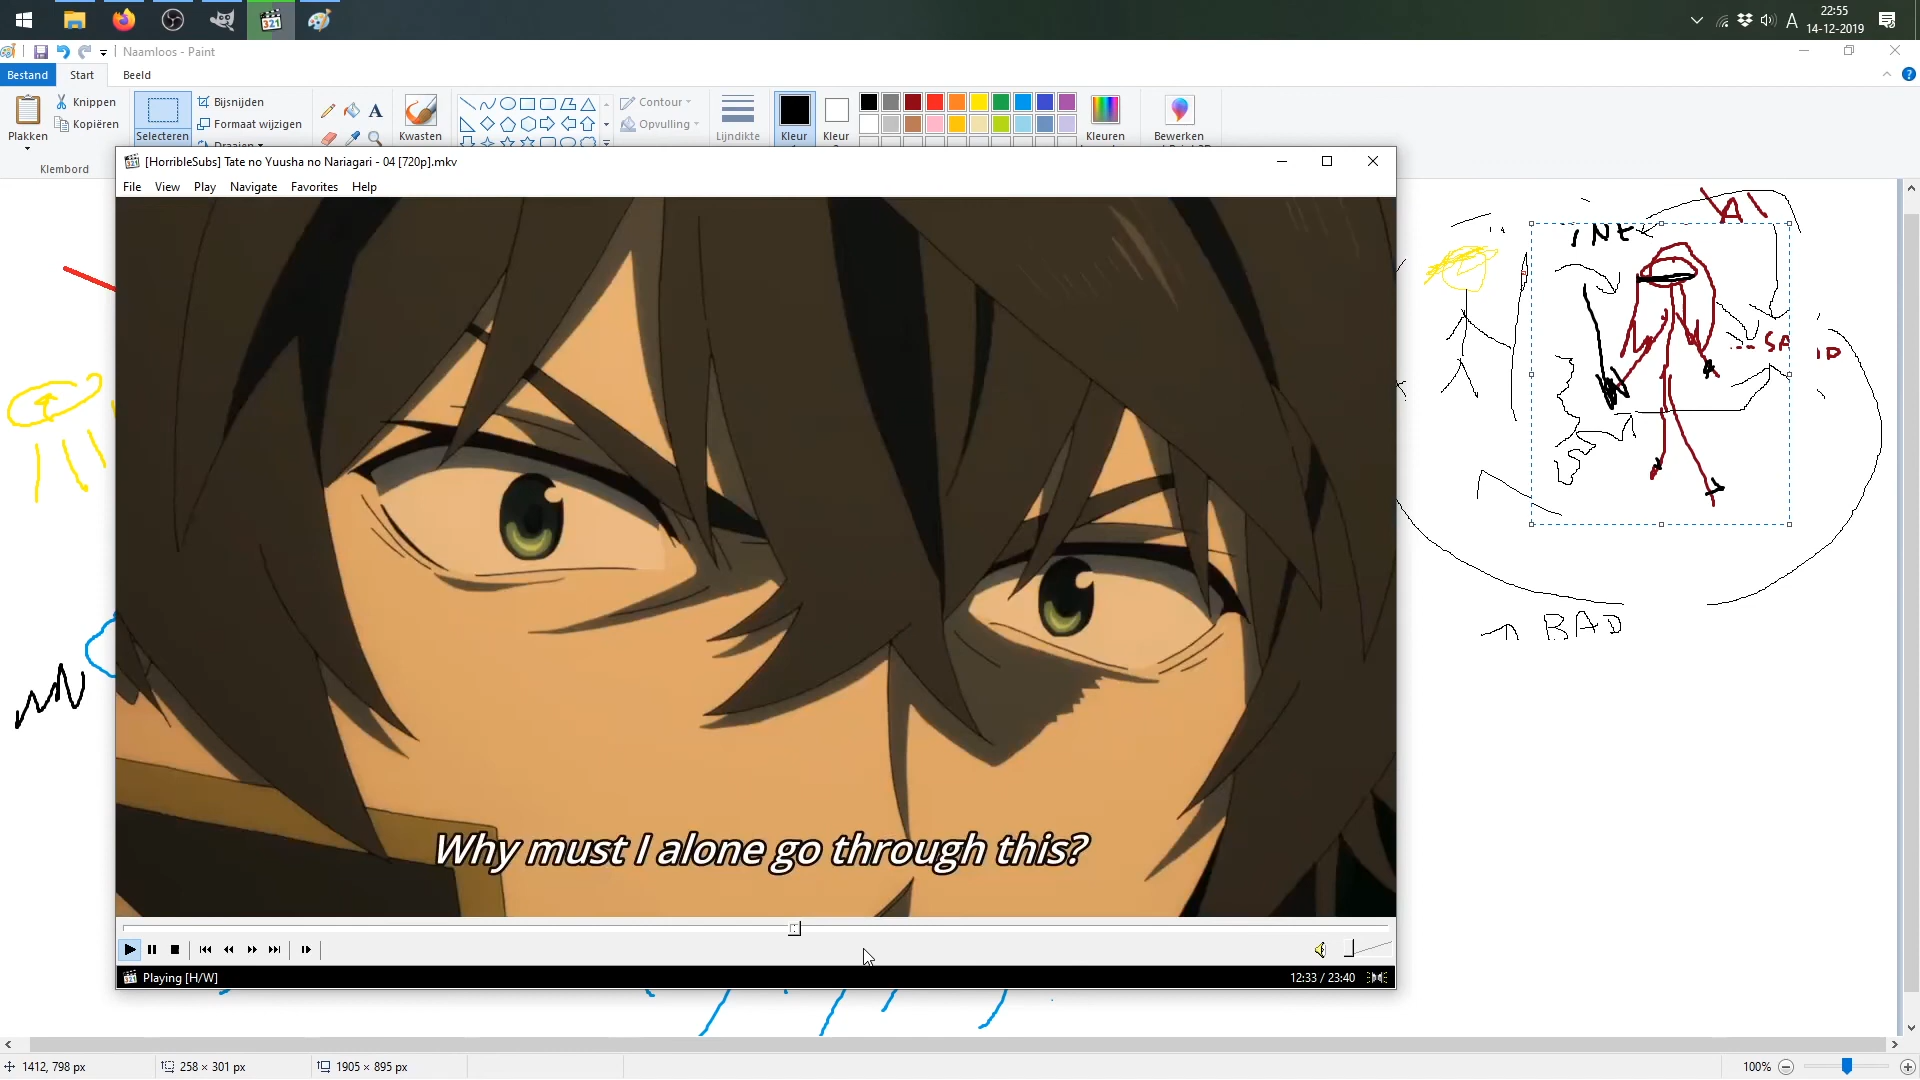 22:55
14-12-2019
A
Naamloos - Paint
Bestand Start Beeld
Plakken
Knippen
Kopiëren
Klembord
Selecteren
Bijsnijden
Formaat wijzigen
Kwasten
Contour
Opvulling
Lijndikte
Kleur
Kleur
Kleuren
Bewerken
[HorribleSubs] Tate no Yuusha no Nariagari - 04 [720p].mkv
File View Play Navigate Favorites Help
Why must I alone go through this?
Playing [H/W]
12:33 / 23:40
BAD
1412, 798 px
258 × 301 px
1905 × 895 px
100%